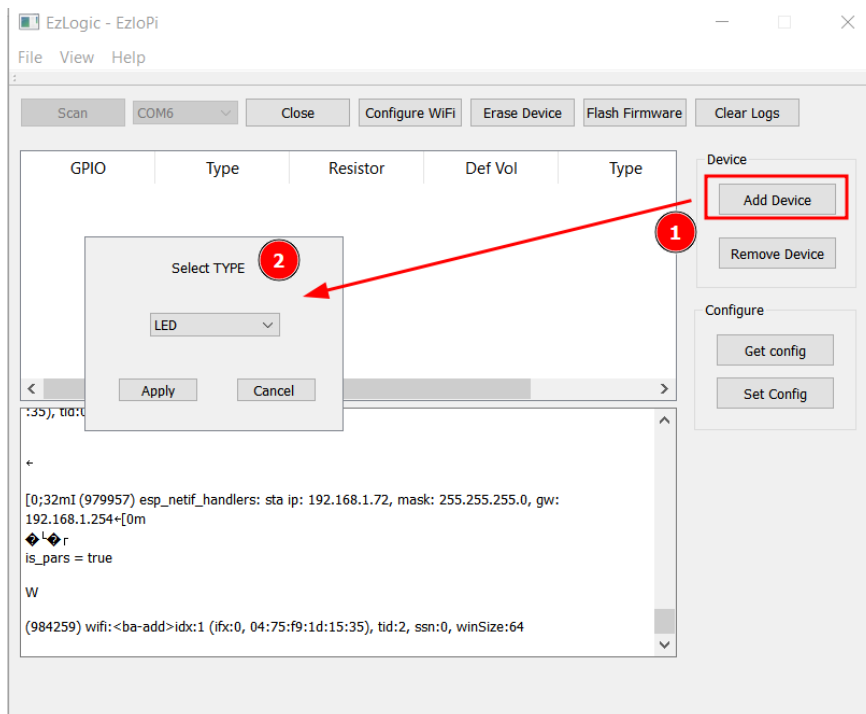 EzLogic - EzloPi
File View Help
Scan COM6 Close Configure WiFi Erase Device Flash Firmware Clear Logs
GPIO Type Resistor Def Vol Type
Device
Add Device
1
Remove Device
Select TYPE 2
LED
Apply Cancel
Configure
Get config
Set Config
:35), tid:
←
[0;32mI (979957) esp_netif_handlers: sta ip: 192.168.1.72, mask: 255.255.255.0, gw:
192.168.1.254←[0m
�└�┌
is_pars = true
W
(984259) wifi:<ba-add>idx:1 (ifx:0, 04:75:f9:1d:15:35), tid:2, ssn:0, winSize:64